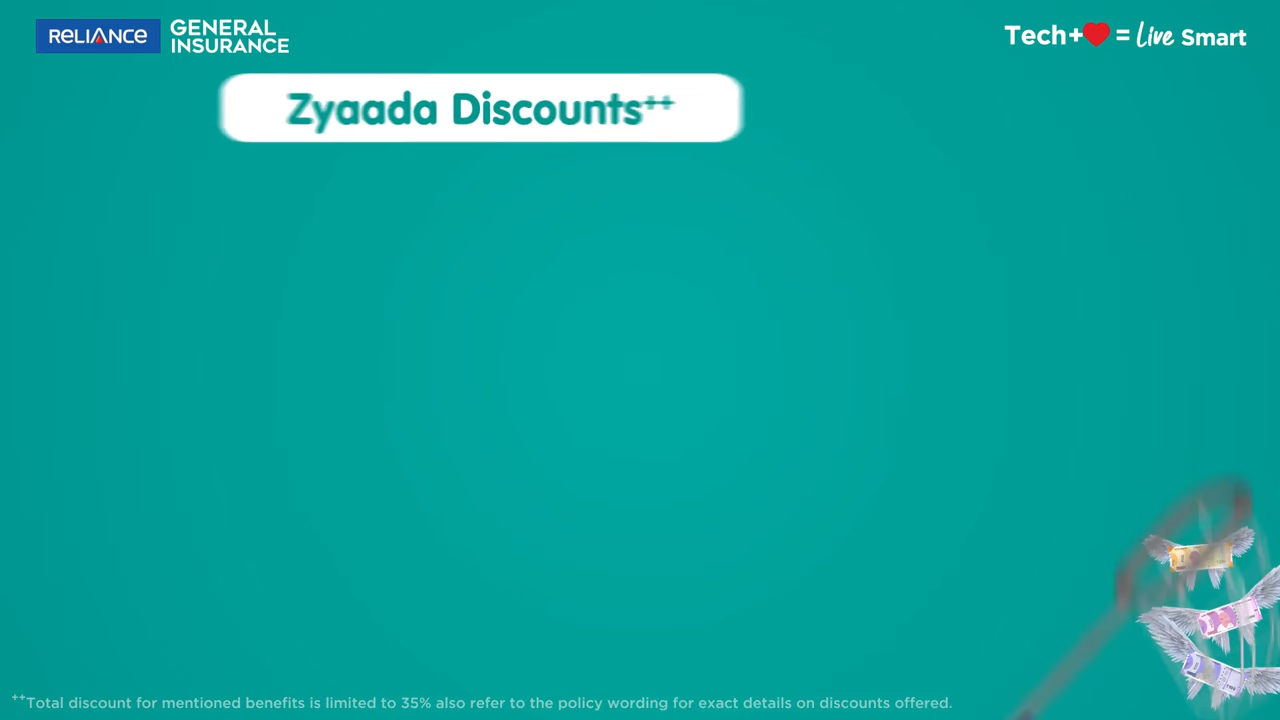 RELIANCE GENERAL INSURANCE
Tech+❤=Live Smart
Zyaada Discounts++
++Total discount for mentioned benefits is limited to 35% also refer to the policy wording for exact details on discounts offered.